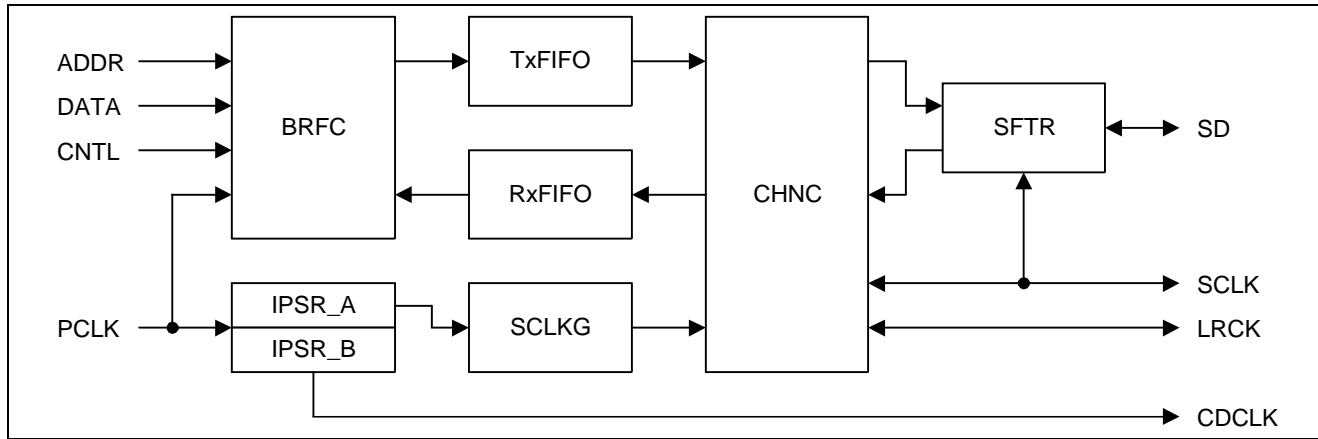 ADDR
DATA
CNTL
PCLK
BRFC
IPSR_A
IPSR_B
TxFIFO
RxFIFO
SCLKG
CHNC
SFTR
SD
SCLK
LRCK
CDCLK